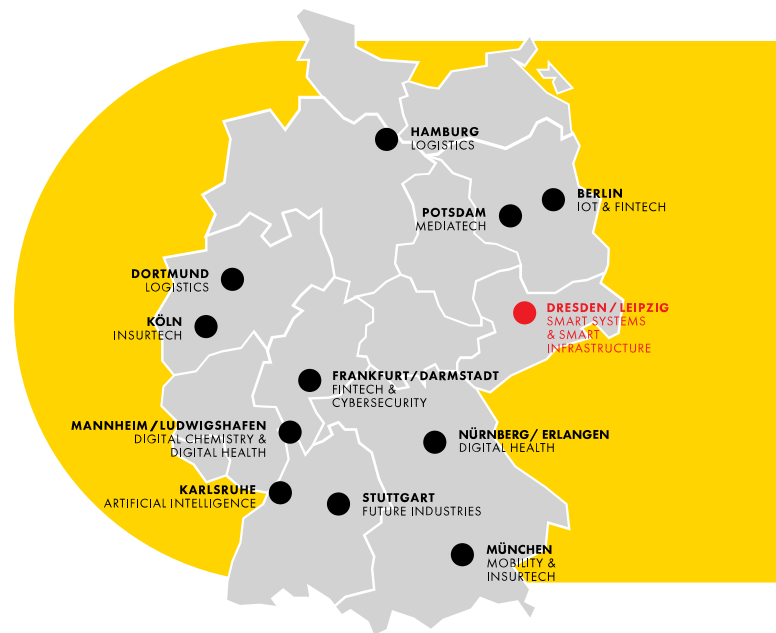 HAMBURG
LOGISTICS
BERLIN
IOT & FINTECH
POTSDAM
MEDIATECH
DORTMUND
LOGISTICS
KÖLN
INSURTECH
DRESDEN / LEIPZIG
SMART SYSTEMS
& SMART
INFRASTRUCTURE
FRANKFURT/DARMSTADT
FINTECH &
CYBERSECURITY
MANNHEIM/LUDWIGSHAFEN
DIGITAL CHEMISTRY &
DIGITAL HEALTH
NÜRNBERG/ ERLANGEN
DIGITAL HEALTH
KARLSRUHE
ARTIFICIAL INTELLIGENCE
STUTTGART
FUTURE INDUSTRIES
MÜNCHEN
MOBILITY &
INSURTECH